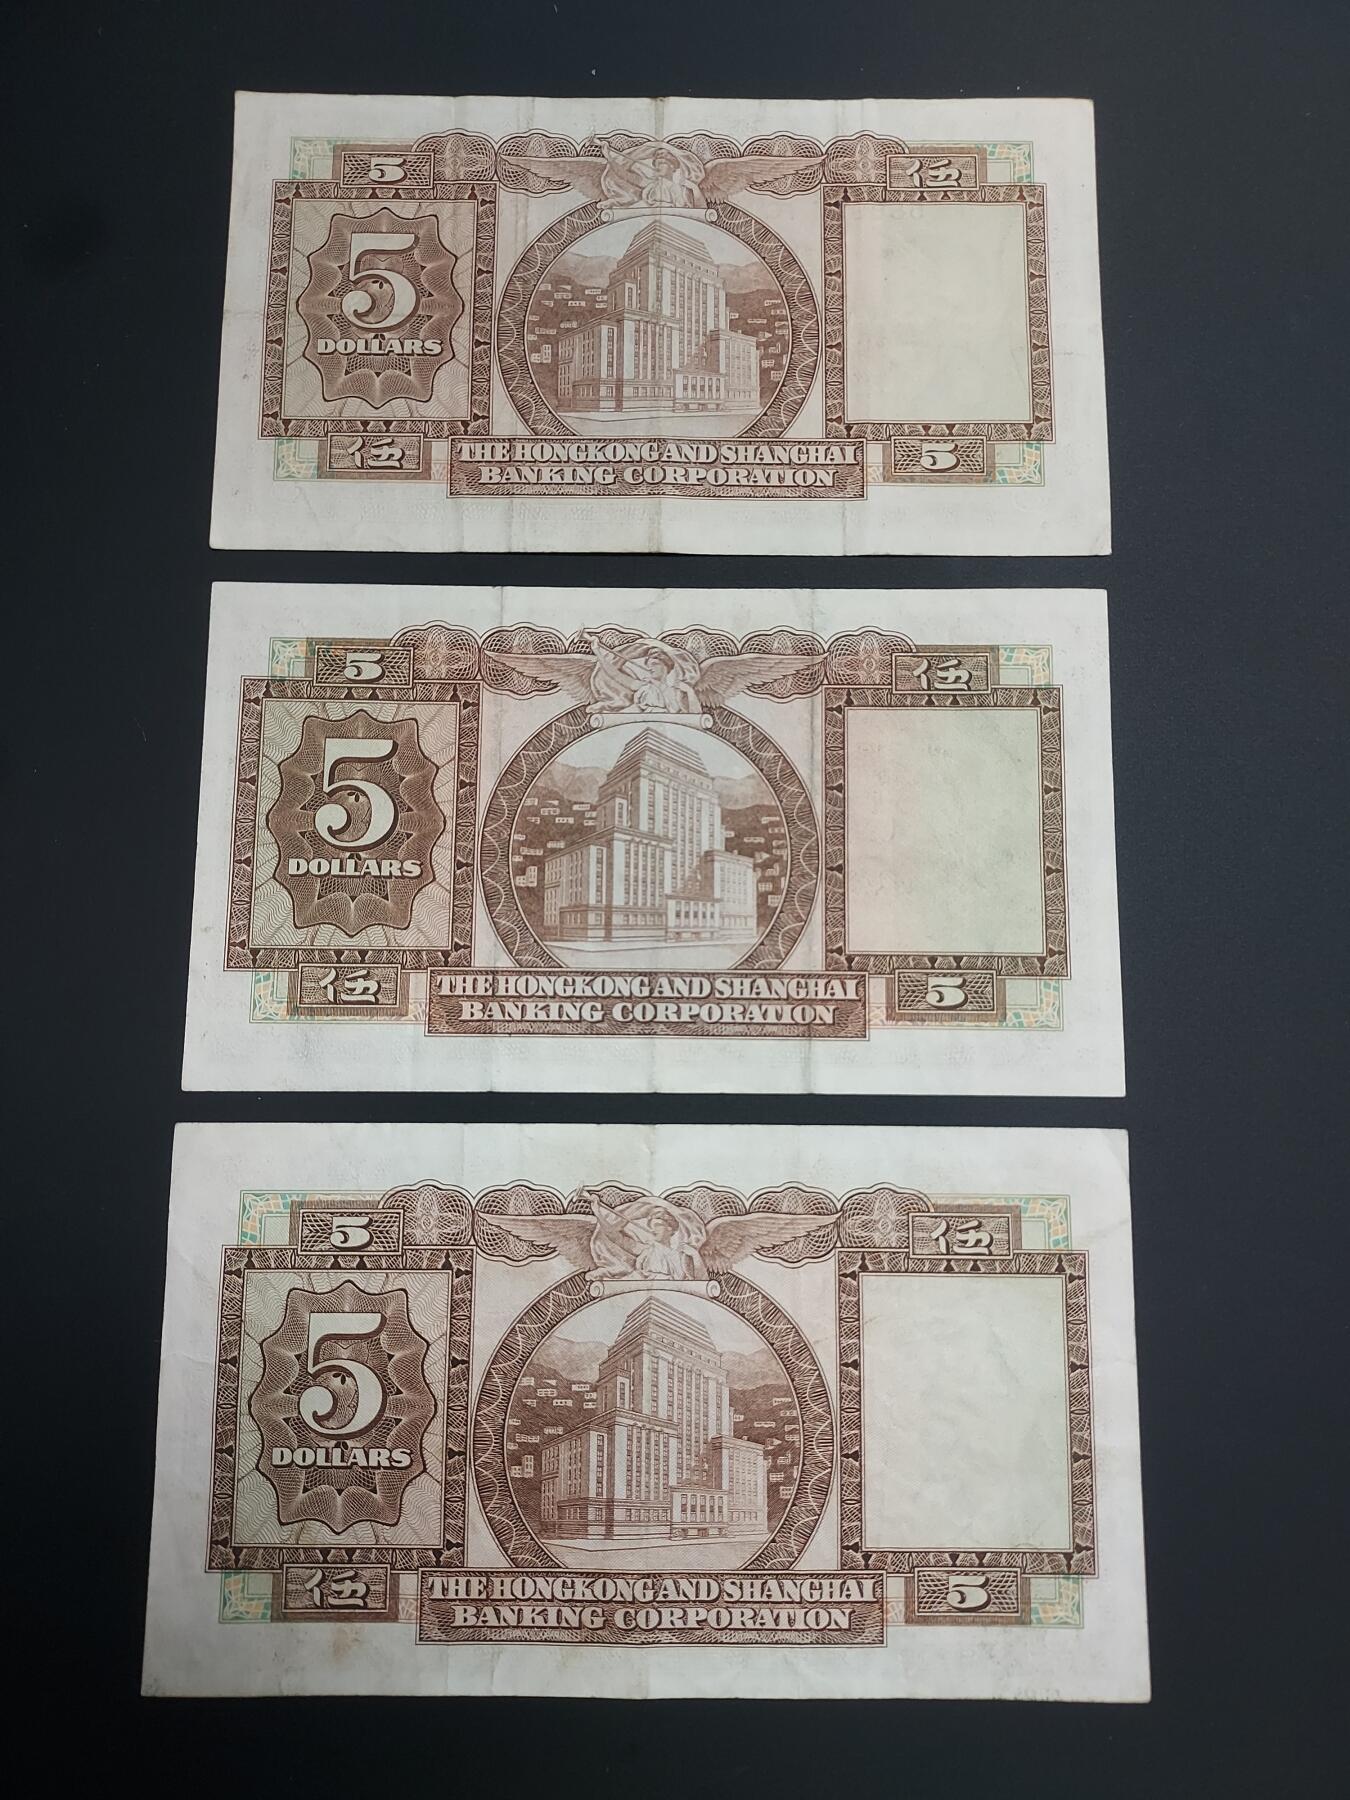 5
伍
5
DOLLARS
伍
THE HONGKONG AND SHANGHAI
BANKING CORPORATION
5
5
伍
5
DOLLARS
伍
THE HONGKONG AND SHANGHAI
BANKING CORPORATION
5
5
伍
5
DOLLARS
伍
THE HONGKONG AND SHANGHAI
BANKING CORPORATION
5